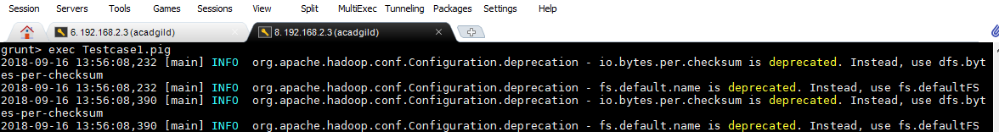 Session Servers Tools Games Sessions View Split MultiExec Tunneling Packages Settings Help
6. 192.168.2.3 (acadgild) 8. 192.168.2.3 (acadgild)
grunt> exec Testcase1.pig
2018-09-16 13:56:08,232 [main] INFO  org.apache.hadoop.conf.Configuration.deprecation - io.bytes.per.checksum is deprecated. Instead, use dfs.byt
es-per-checksum
2018-09-16 13:56:08,232 [main] INFO  org.apache.hadoop.conf.Configuration.deprecation - fs.default.name is deprecated. Instead, use fs.defaultFS
2018-09-16 13:56:08,390 [main] INFO  org.apache.hadoop.conf.Configuration.deprecation - io.bytes.per.checksum is deprecated. Instead, use dfs.byt
es-per-checksum
2018-09-16 13:56:08,390 [main] INFO  org.apache.hadoop.conf.Configuration.deprecation - fs.default.name is deprecated. Instead, use fs.defaultFS